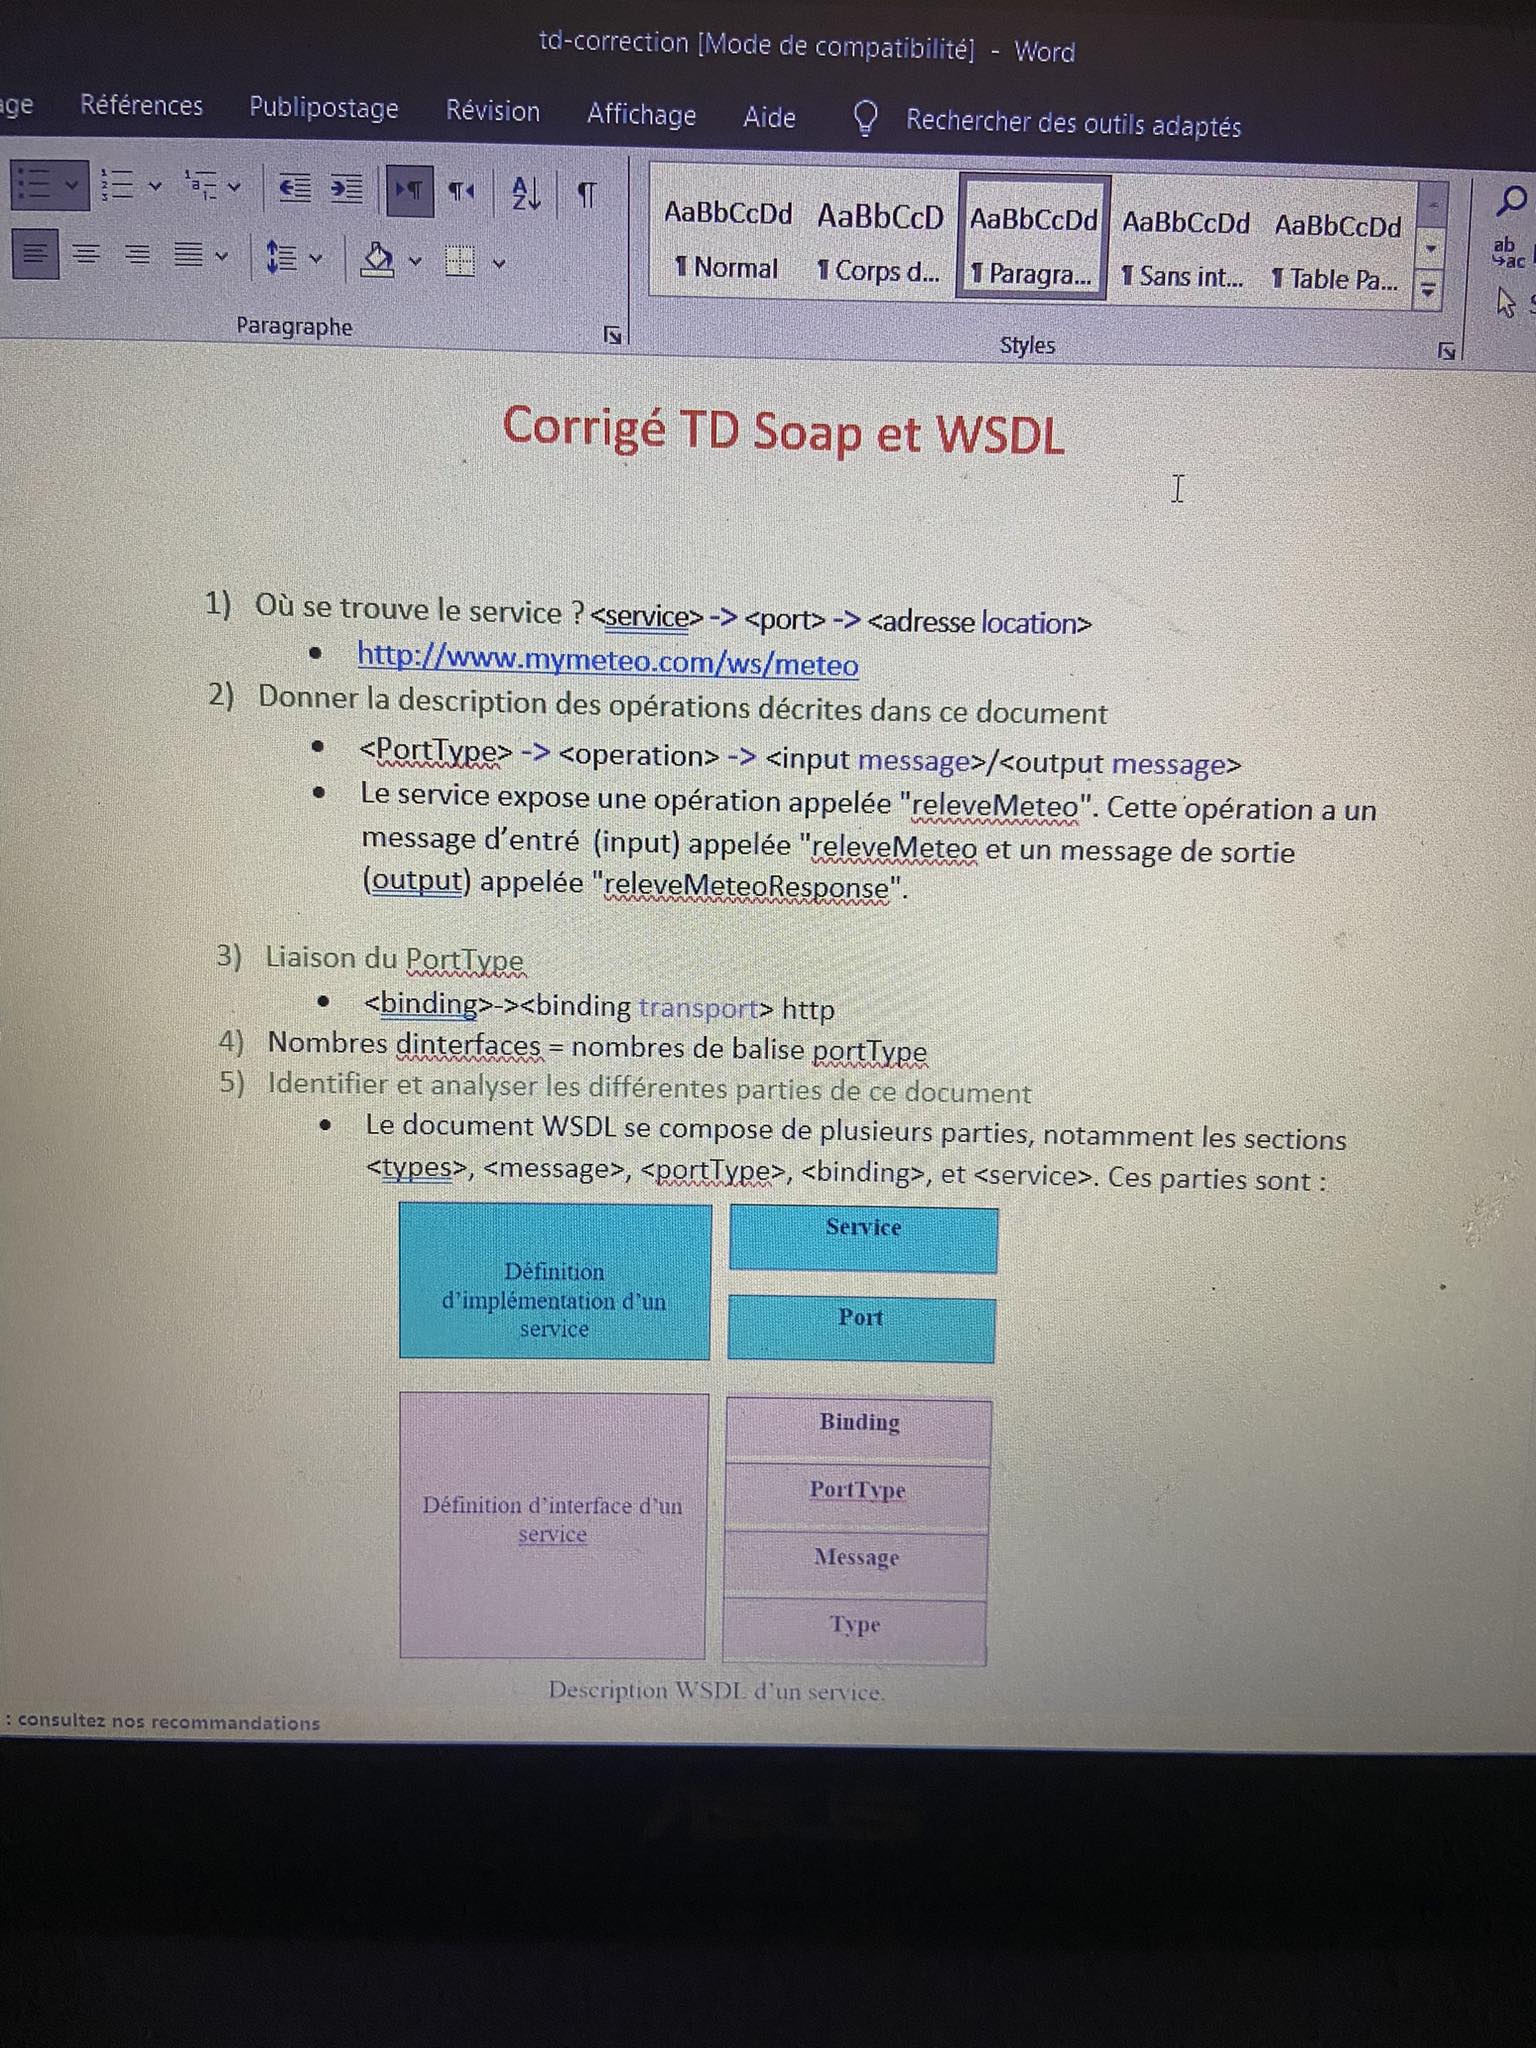 td-correction [Mode de compatibilité] - Word
age Références Publipostage Révision Affichage Aide Rechercher des outils adaptés
AaBbCcDd AaBbCcD AaBbCcDd AaBbCcDd AaBbCcDd
¶ Normal ¶ Corps d... ¶ Paragra... ¶ Sans int... ¶ Table Pa...
Paragraphe
Styles
Corrigé TD Soap et WSDL
1) Où se trouve le service ? <service> -> <port> -> <adresse location>
• http://www.mymeteo.com/ws/meteo
2) Donner la description des opérations décrites dans ce document
• <PortType> -> <operation> -> <input message>/<output message>
• Le service expose une opération appelée "releveMeteo". Cette opération a un
message d’entré (input) appelée "releveMeteo et un message de sortie
(output) appelée "releveMeteoResponse".
3) Liaison du PortType
• <binding>-><binding transport> http
4) Nombres dinterfaces = nombres de balise portType
5) Identifier et analyser les différentes parties de ce document
• Le document WSDL se compose de plusieurs parties, notamment les sections
<types>, <message>, <portType>, <binding>, et <service>. Ces parties sont :
Définition
d’implémentation d’un
service
Service
Port
Définition d’interface d’un
service
Binding
PortType
Message
Type
Description WSDL d’un service.
: consultez nos recommandations